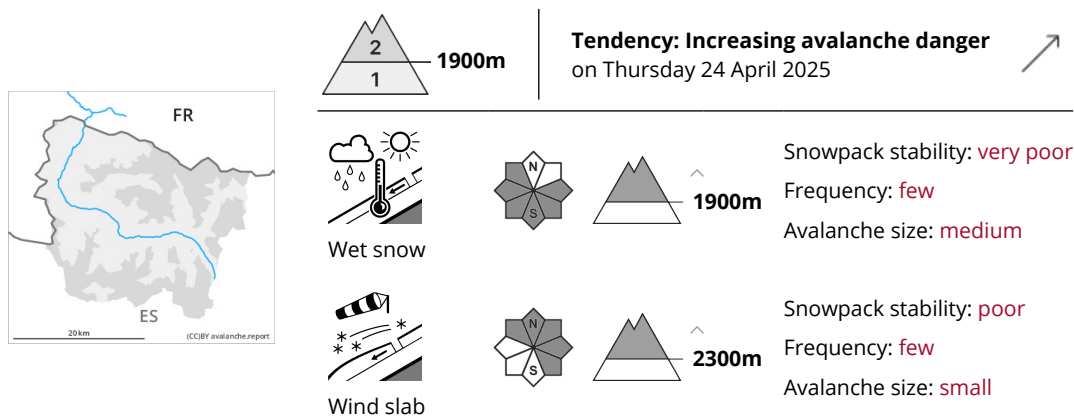 2
1
1900m
Tendency: Increasing avalanche danger
on Thursday 24 April 2025
FR
ES
20 km
(CC)BY avalanche.report
N
S
1900m
Snowpack stability: very poor
Frequency: few
Avalanche size: medium
Wet snow
N
S
2300m
Snowpack stability: poor
Frequency: few
Avalanche size: small
Wind slab